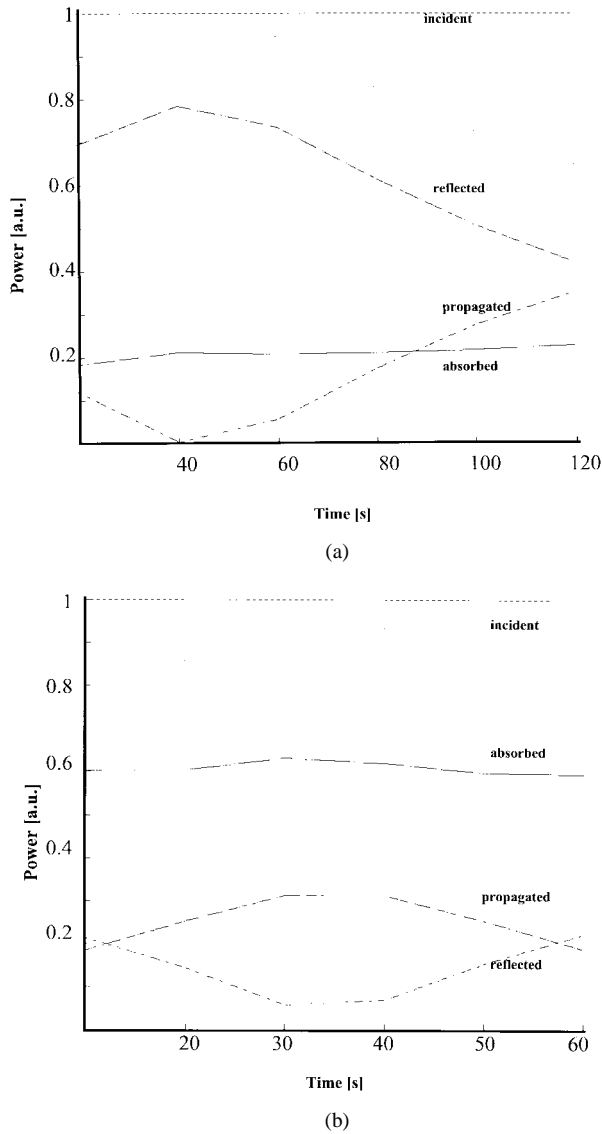 1
incident
0.8
reflected
0.6
Power [a.u.]
0.4
propagated
0.2
absorbed
40 60 80 100 120
Time [s]
(a)
1
incident
0.8
absorbed
0.6
Power [a.u.]
0.4
propagated
0.2
reflected
20 30 40 50 60
Time [s]
(b)